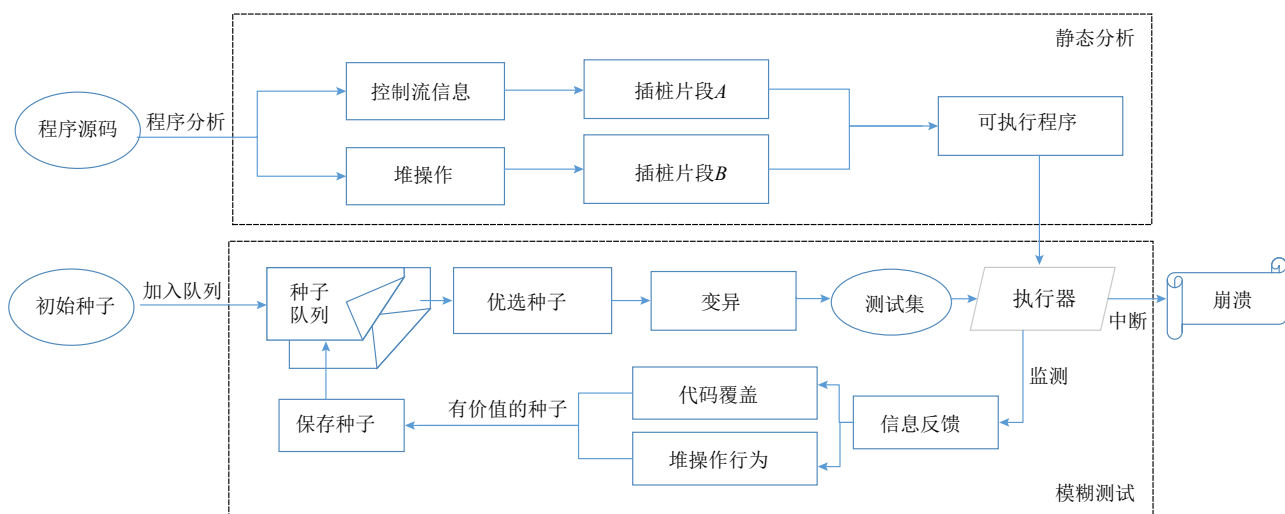 静态分析
程序源码
程序分析
控制流信息
插桩片段A
堆操作
插桩片段B
可执行程序
初始种子
加入队列
种子
队列
优选种子
变异
测试集
执行器
中断
崩溃
监测
信息反馈
代码覆盖
堆操作行为
有价值的种子
保存种子
模糊测试